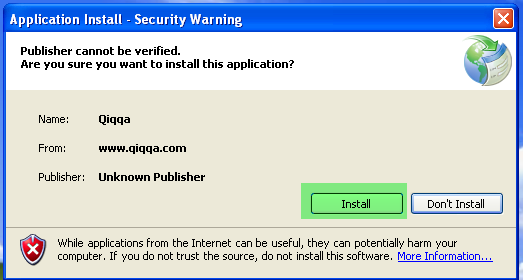 Application Install - Security Warning
Publisher cannot be verified.
Are you sure you want to install this application?
Name: Qiqqa
From: www.qiqqa.com
Publisher: Unknown Publisher
Install Don't Install
While applications from the Internet can be useful, they can potentially harm your
computer. If you do not trust the source, do not install this software. More Information...